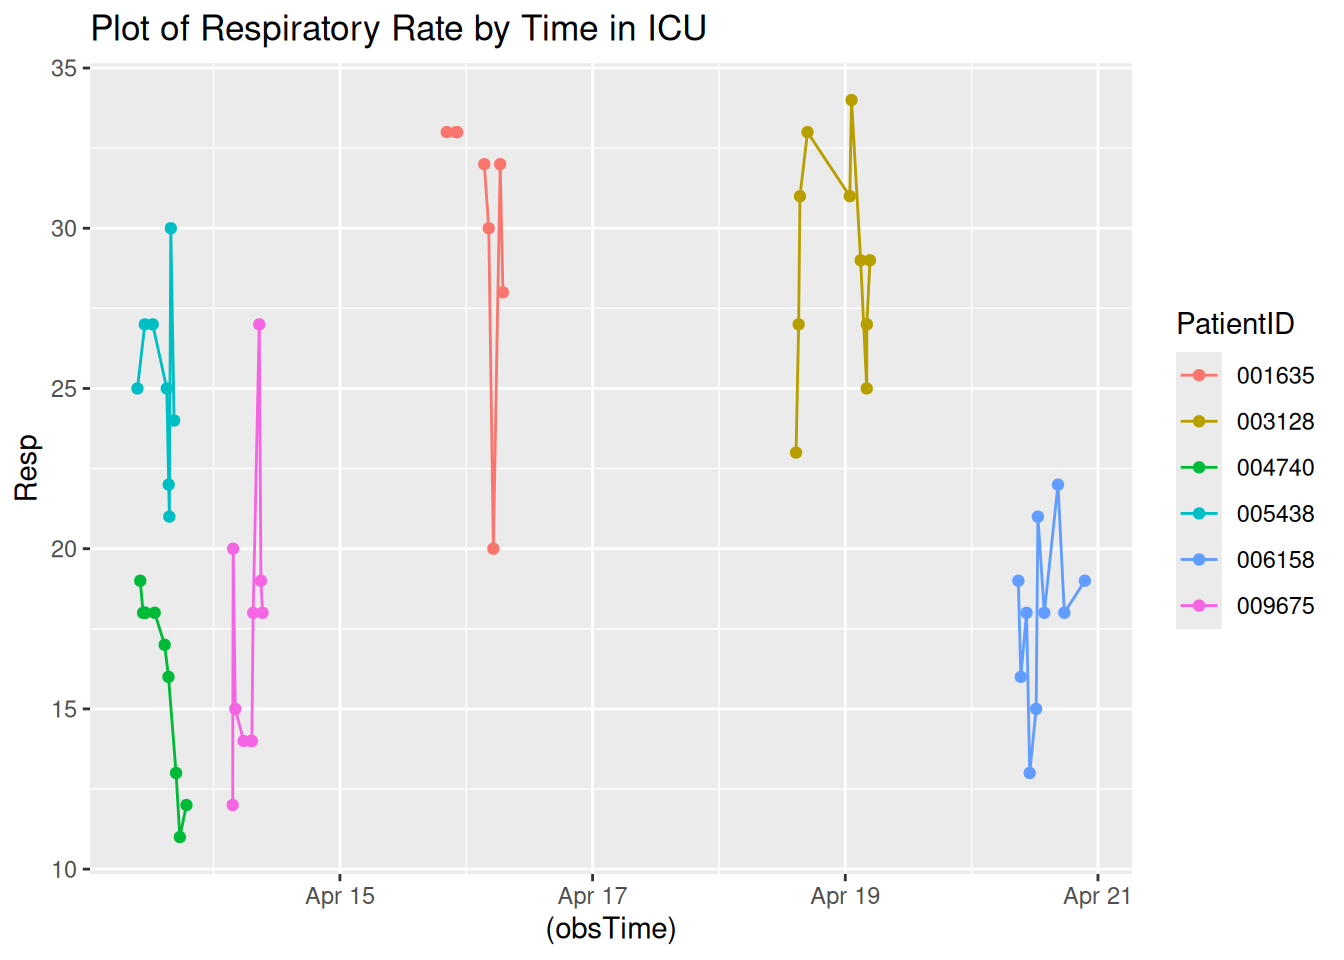 Plot of Respiratory Rate by Time in ICU
35
30
25
20
15
10
Resp
Apr 15
Apr 17
Apr 19
Apr 21
(obsTime)
PatientID
001635
003128
004740
005438
006158
009675